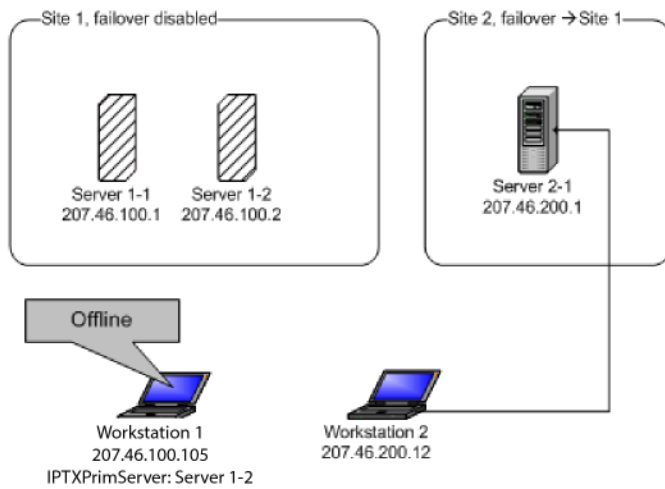 Site 1, failover disabled
Site 2, failover → Site 1
Server 1-1
207.46.100.1
Server 1-2
207.46.100.2
Server 2-1
207.46.200.1
Offline
Workstation 1
207.46.100.105
IPTXPrimServer: Server 1-2
Workstation 2
207.46.200.12